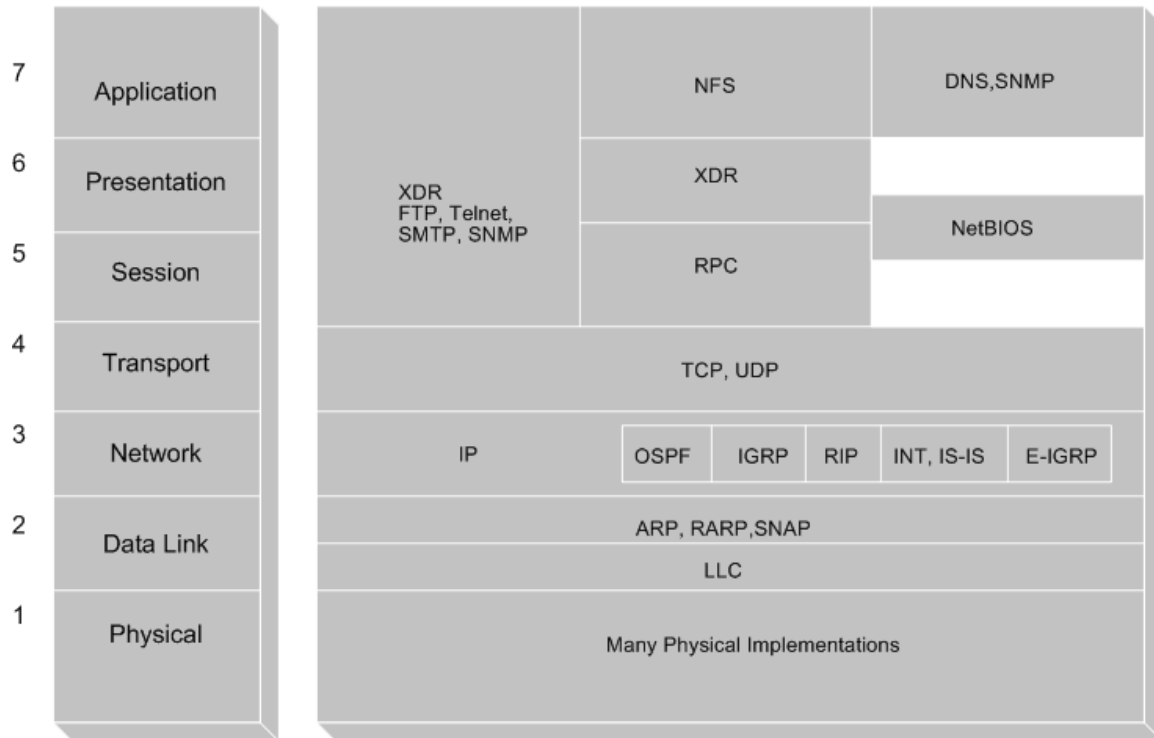 7
Application
6
Presentation
5
Session
4
Transport
3
Network
2
Data Link
1
Physical
XDR
FTP, Telnet,
SMTP, SNMP
NFS
XDR
RPC
DNS,SNMP
NetBIOS
TCP, UDP
IP
OSPF
IGRP
RIP
INT, IS-IS
E-IGRP
ARP, RARP,SNAP
LLC
Many Physical Implementations